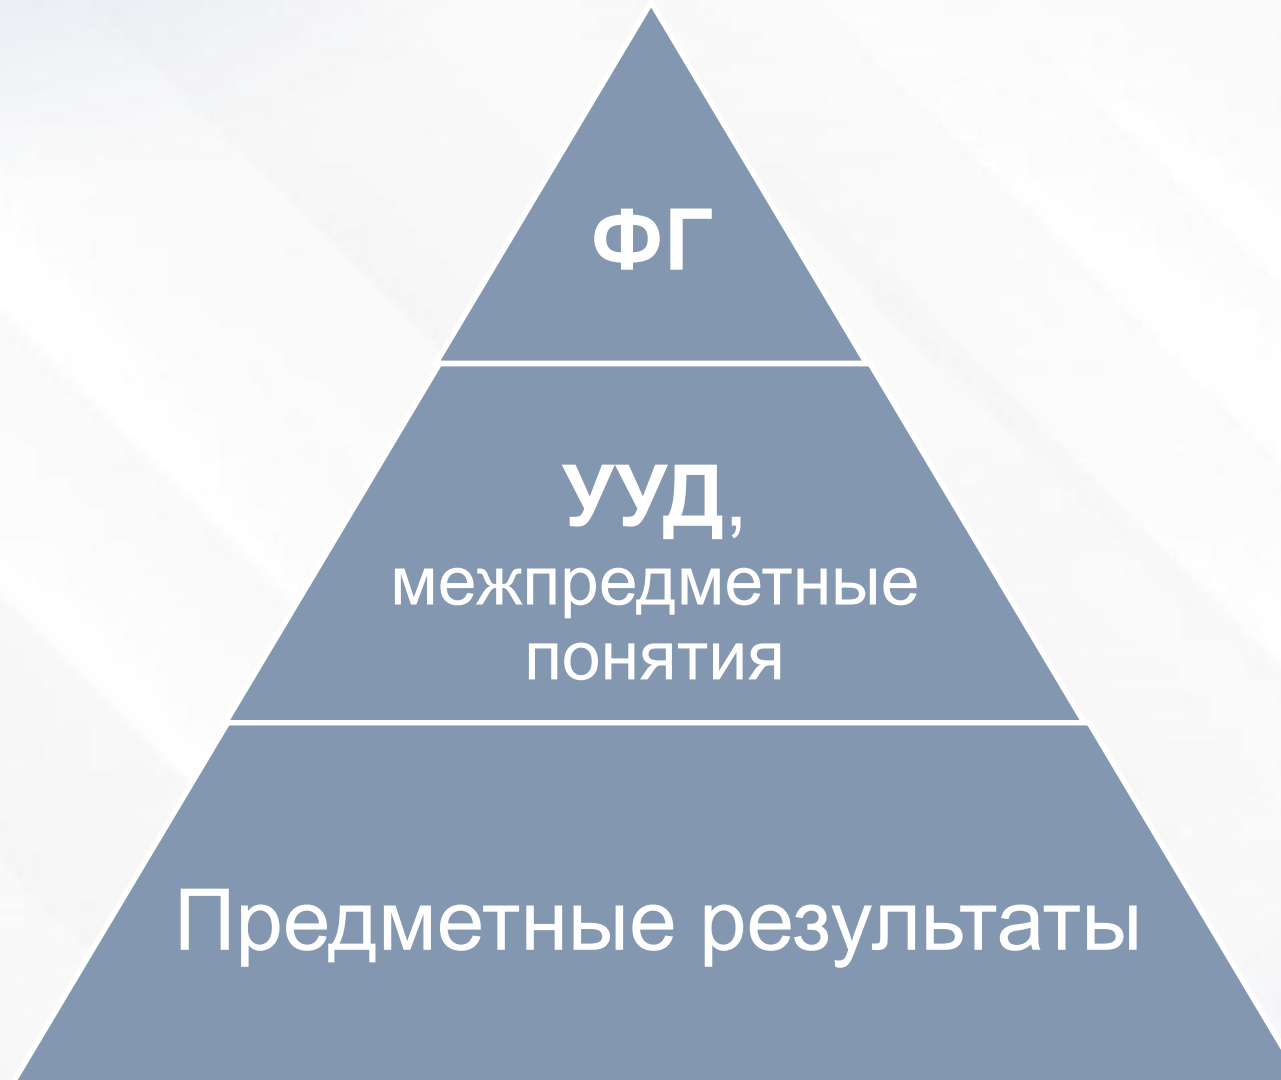 ФГ
УУД,
межпредметные
понятия
Предметные результаты